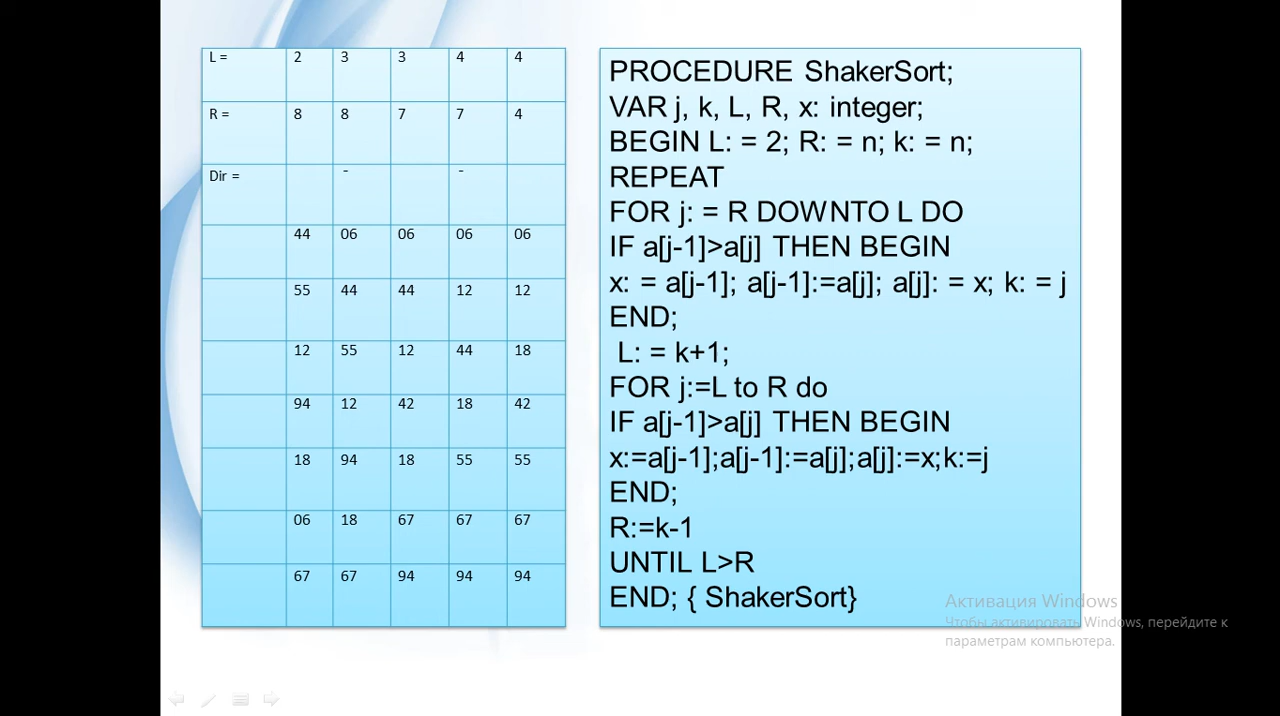 L = 2 3 3 4 4
R = 8 8 7 7 4
Dir = - -
44 06 06 06 06
55 44 44 12 12
12 55 12 44 18
94 12 42 18 42
18 94 18 55 55
06 18 67 67 67
67 67 94 94 94
PROCEDURE ShakerSort;
VAR j, k, L, R, x: integer;
BEGIN L: = 2; R: = n; k: = n;
REPEAT
FOR j: = R DOWNTO L DO
IF a[j-1]>a[j] THEN BEGIN
x: = a[j-1]; a[j-1]:=a[j]; a[j]: = x; k: = j
END;
L: = k+1;
FOR j:=L to R do
IF a[j-1]>a[j] THEN BEGIN
x:=a[j-1];a[j-1]:=a[j];a[j]:=x;k:=j
END;
R:=k-1
UNTIL L>R
END; { ShakerSort}
Активация Windows
Чтобы активировать Windows, перейдите к
параметрам компьютера.